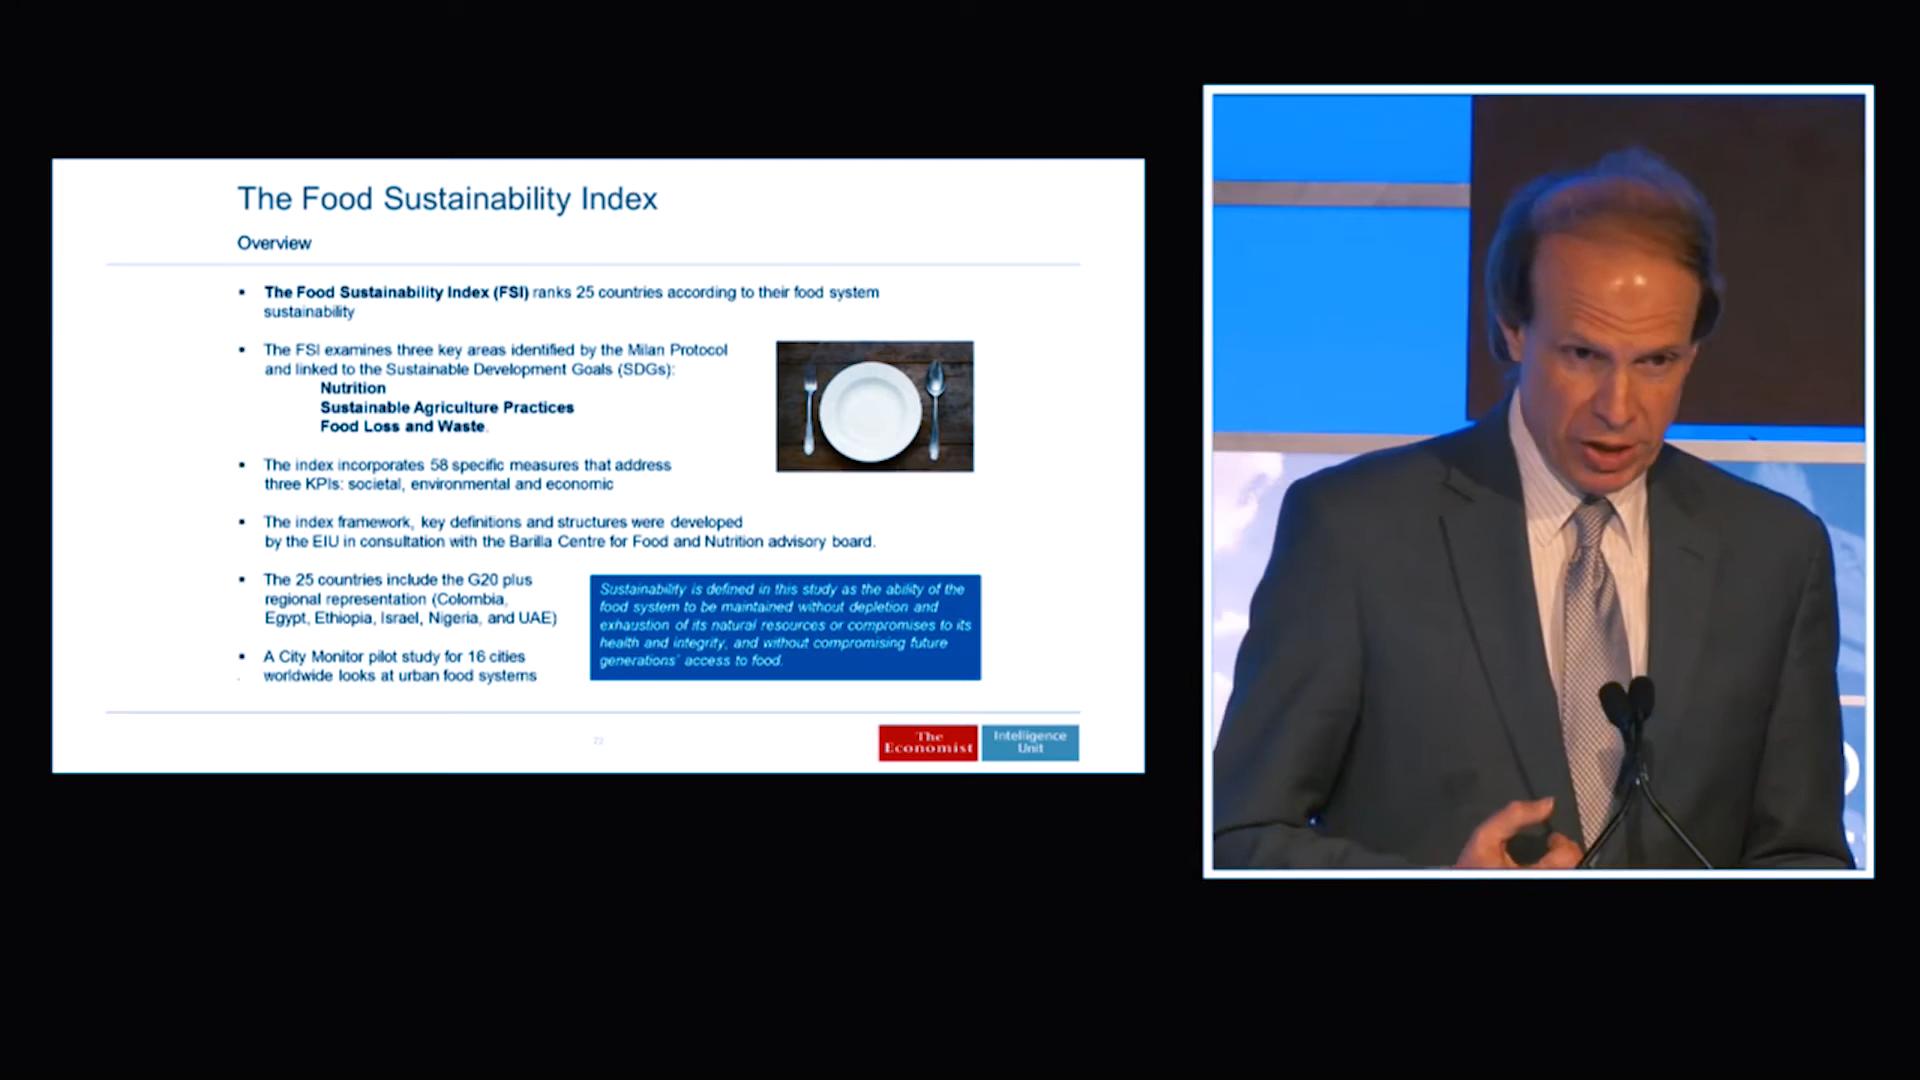 The Food Sustainability Index
Overview
▪ The Food Sustainability Index (FSI) ranks 25 countries according to their food system
sustainability
▪ The FSI examines three key areas identified by the Milan Protocol
and linked to the Sustainable Development Goals (SDGs):
Nutrition
Sustainable Agriculture Practices
Food Loss and Waste.
▪ The index incorporates 58 specific measures that address
three KPIs: societal, environmental and economic
▪ The index framework, key definitions and structures were developed
by the EIU in consultation with the Barilla Centre for Food and Nutrition advisory board.
▪ The 25 countries include the G20 plus
regional representation (Colombia,
Egypt, Ethiopia, Israel, Nigeria, and UAE)
▪ A City Monitor pilot study for 16 cities
worldwide looks at urban food systems
Sustainability is defined in this study as the ability of the
food system to be maintained without depletion and
exhaustion of its natural resources or compromises to its
health and integrity, and without compromising future
generations' access to food.
The
Economist
Intelligence
Unit